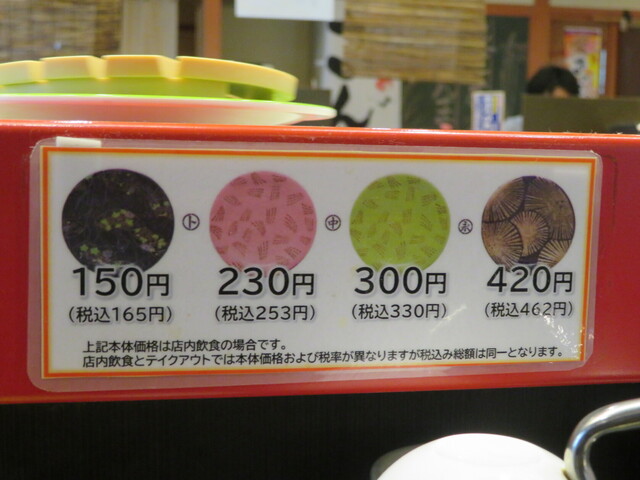 150円 230円 300円 420円
(税込165円) (税込253円) (税込330円) (税込462円)
上記本体価格は店内飲食の場合です。
店内飲食とテイクアウトでは本体価格および税率が異なりますが税込み総額は同一となります。